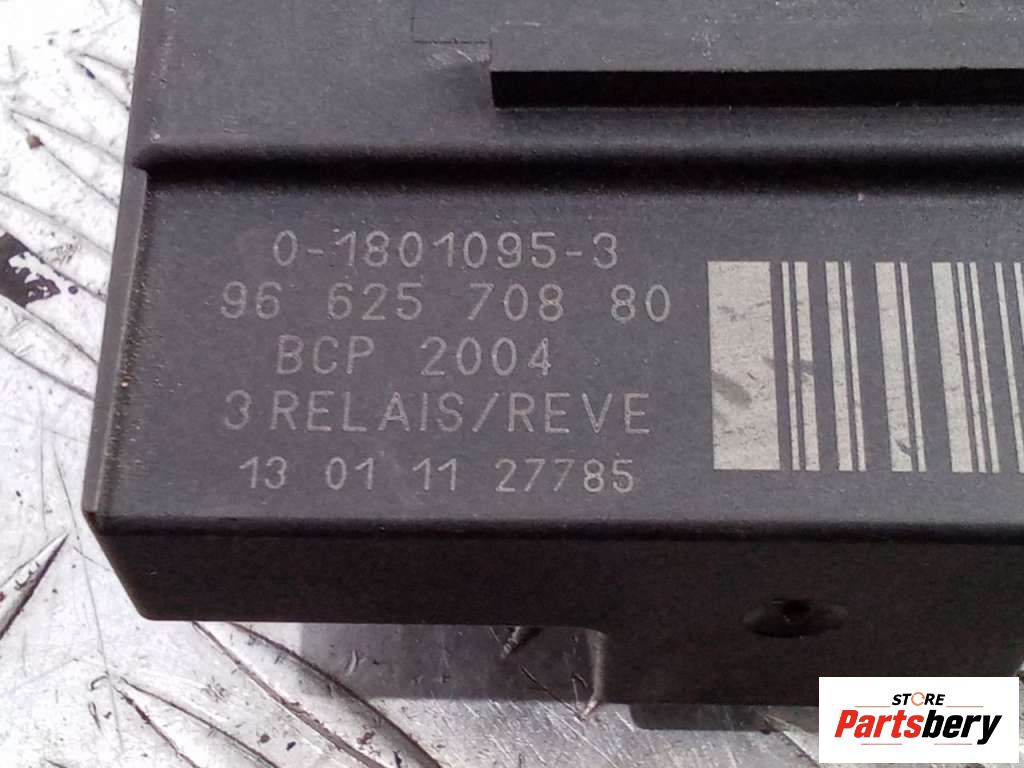 0-1801095-3
96 625 708 80
BCP 2004
3 RELAIS/REVE
13 01 11 27785
STORE
Partsbery